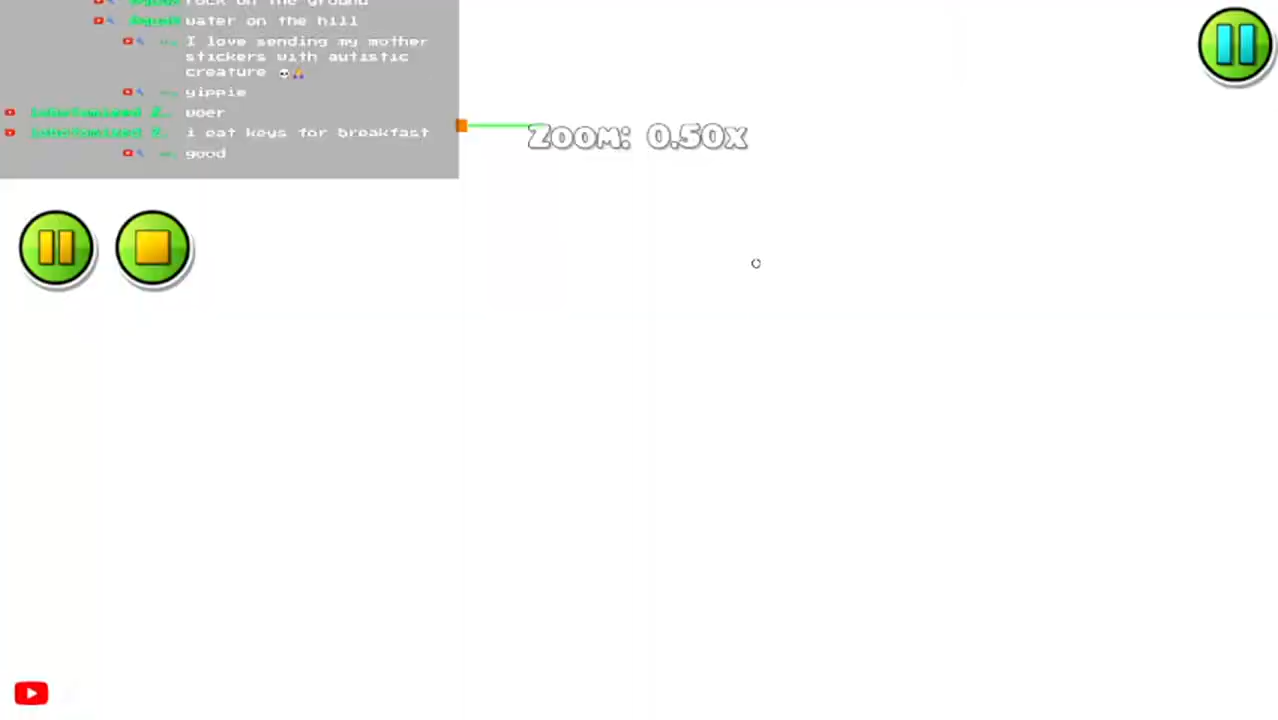 rock on the ground
water on the hill
I love sending my mother
stickers with autistic
creature 💀🙏
yippie
woer
i eat keys for breakfast
good
Zoom: 0.50x